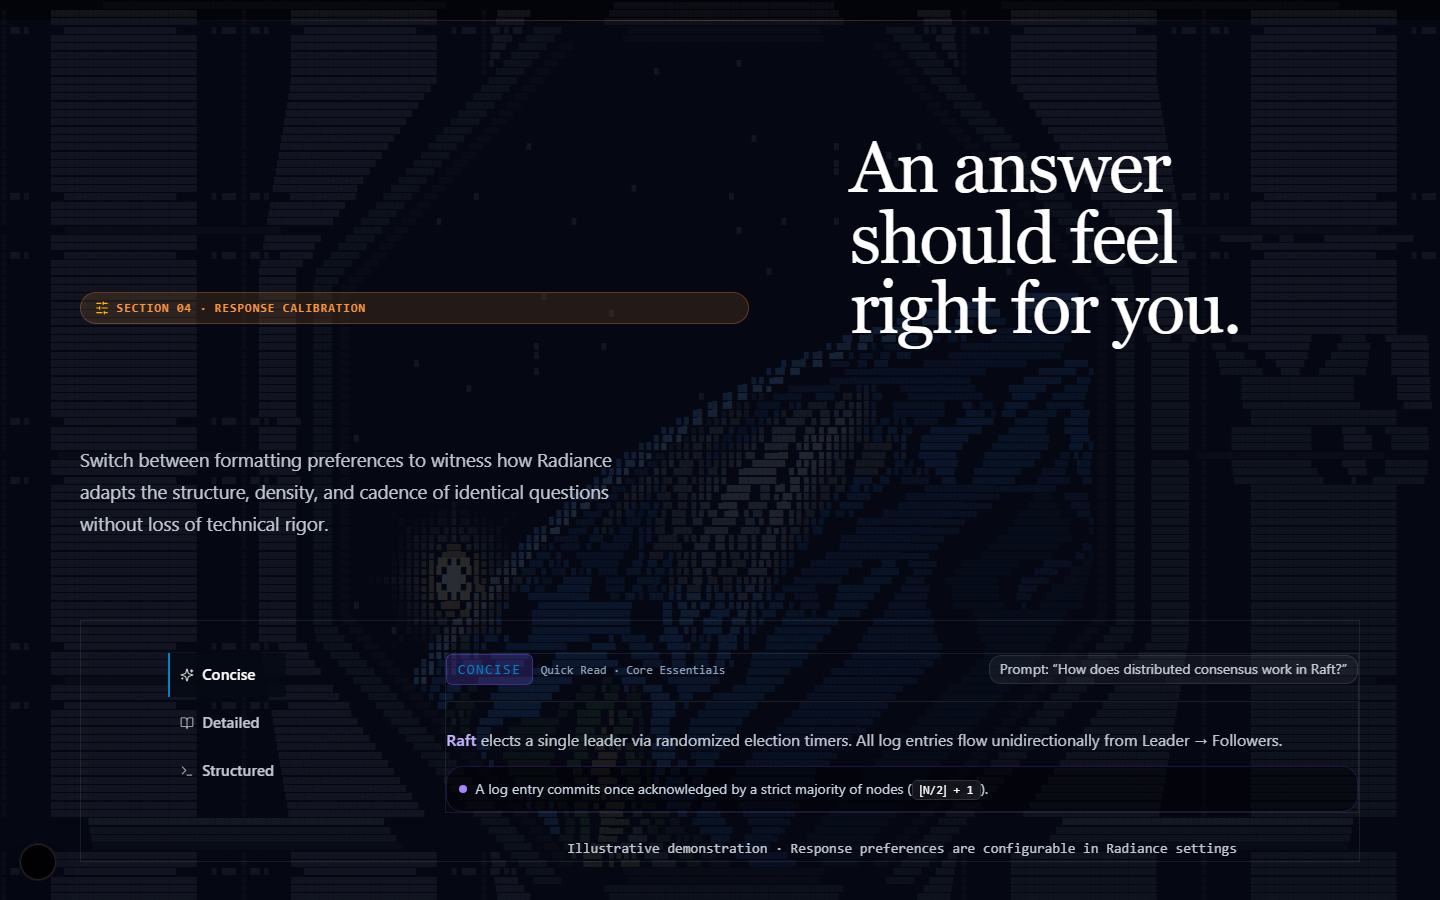 An answer
should feel
right for you.
SECTION 04 · RESPONSE CALIBRATION
Switch between formatting preferences to witness how Radiance
adapts the structure, density, and cadence of identical questions
without loss of technical rigor.
Concise
Detailed
Structured
CONCISE Quick Read · Core Essentials
Prompt: “How does distributed consensus work in Raft?”
Raft elects a single leader via randomized election timers. All log entries flow unidirectionally from Leader → Followers.
A log entry commits once acknowledged by a strict majority of nodes (⌊N/2⌋ + 1).
Illustrative demonstration · Response preferences are configurable in Radiance settings